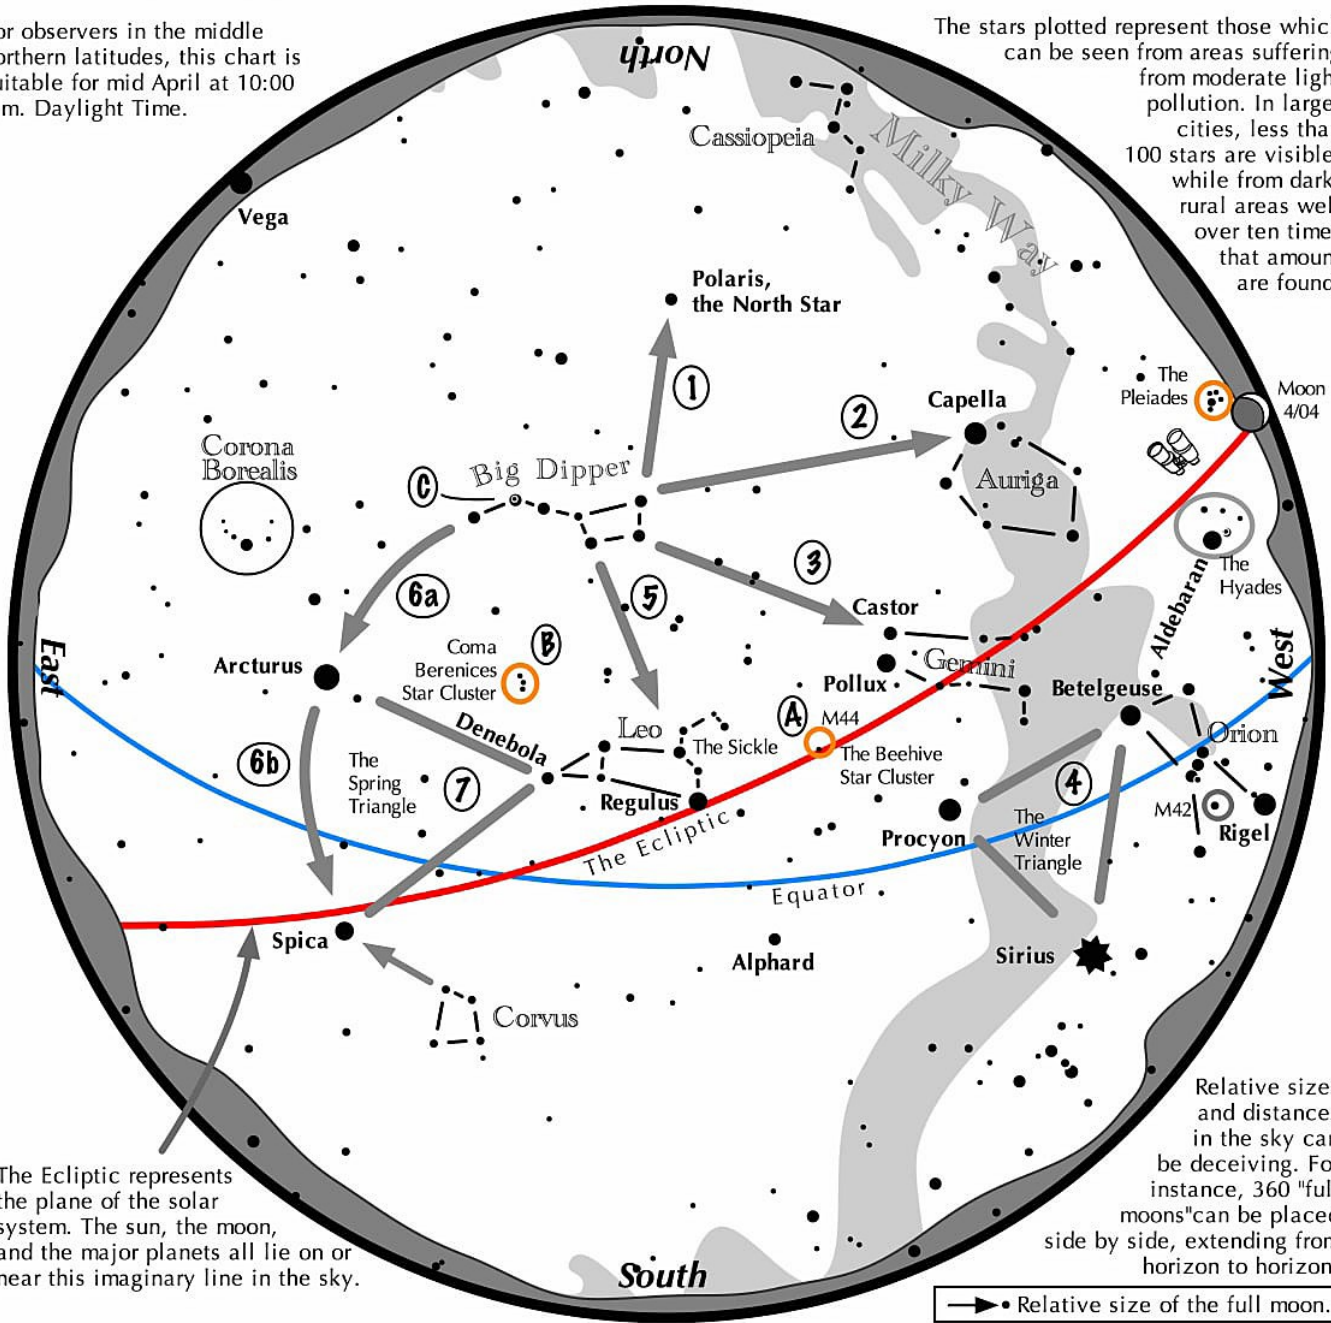 or observers in the middle
orthern latitudes, this chart is
uitable for mid April at 10:00
m. Daylight Time.
The stars plotted represent those whic
can be seen from areas suffering
from moderate ligh
pollution. In large
cities, less tha
100 stars are visible
while from dark
rural areas wel
over ten time
that amoun
are found
North
Cassiopeia
Milky Way
Vega
Polaris,
the North Star
1
2
Capella
The
Pleiades
Moon
4/04
Corona
Borealis
C
Big Dipper
Auriga
3
The
Hyades
Aldebaran
6a
5
Castor
Coma
Berenices
Star Cluster
B
East
West
Arcturus
Gemini
Pollux
Betelgeuse
Denebola
Leo
The Sickle
A
M44
The Beehive
Star Cluster
Orion
6b
The
Spring
Triangle
7
Regulus
4
M42
Rigel
Procyon
The
Winter
Triangle
The Ecliptic
Equator
Spica
Alphard
Sirius
Corvus
The Ecliptic represents
the plane of the solar
system. The sun, the moon,
and the major planets all lie on or
near this imaginary line in the sky.
Relative size
and distance
in the sky can
be deceiving. Fo
instance, 360 "ful
moons"can be placed
side by side, extending from
horizon to horizon
South
Relative size of the full moon.